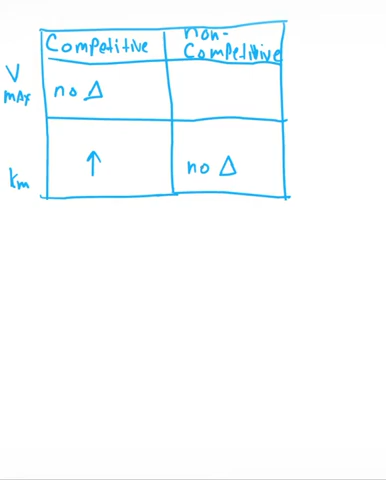 Competitive non-
Competitive
V
max
no Δ
↑
km
no Δ